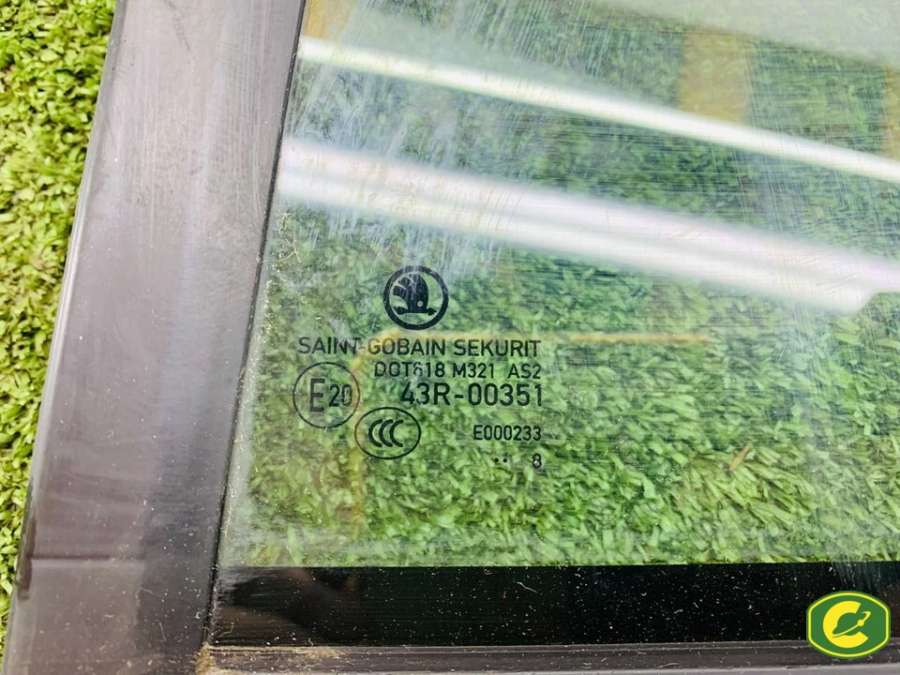 SAINT-GOBAIN SEKURIT
DOT618 M321 AS2
E20 43R-00351
CCC
E000233
.. 8